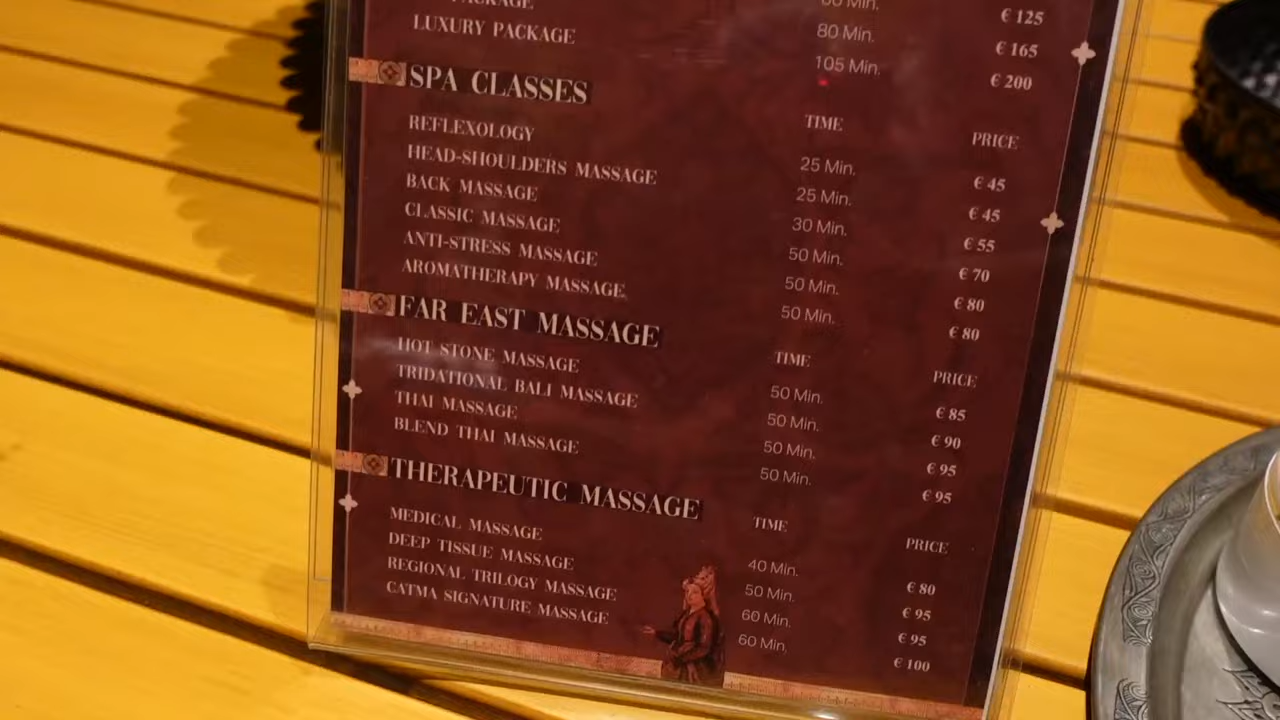 € 125
PACKAGE 80 Min. € 165
LUXURY PACKAGE 105 Min. € 200
SPA CLASSES TIME PRICE
REFLEXOLOGY 25 Min. € 45
HEAD-SHOULDERS MASSAGE 25 Min. € 45
BACK MASSAGE 30 Min. € 55
CLASSIC MASSAGE 50 Min. € 70
ANTI-STRESS MASSAGE 50 Min. € 80
AROMATHERAPY MASSAGE 50 Min. € 80
FAR EAST MASSAGE TIME PRICE
HOT STONE MASSAGE 50 Min. € 85
TRIDATIONAL BALI MASSAGE 50 Min. € 90
THAI MASSAGE 50 Min. € 95
BLEND THAI MASSAGE 50 Min. € 95
THERAPEUTIC MASSAGE TIME PRICE
MEDICAL MASSAGE 40 Min. € 80
DEEP TISSUE MASSAGE 50 Min. € 95
REGIONAL TRILOGY MASSAGE 60 Min. € 95
CATMA SIGNATURE MASSAGE 60 Min. € 100